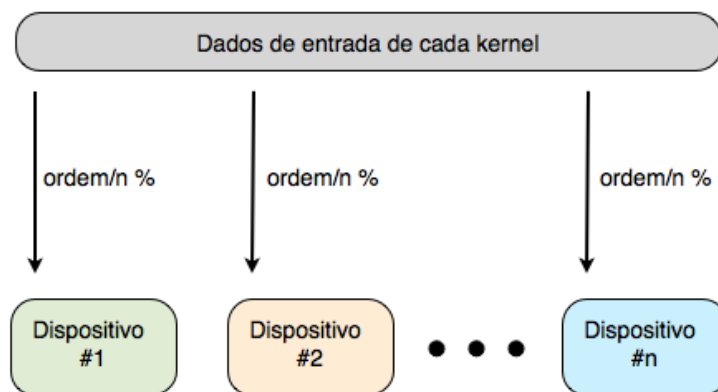 Dados de entrada de cada kernel
ordem/n %
ordem/n %
ordem/n %
Dispositivo
#1
Dispositivo
#2
Dispositivo
#n